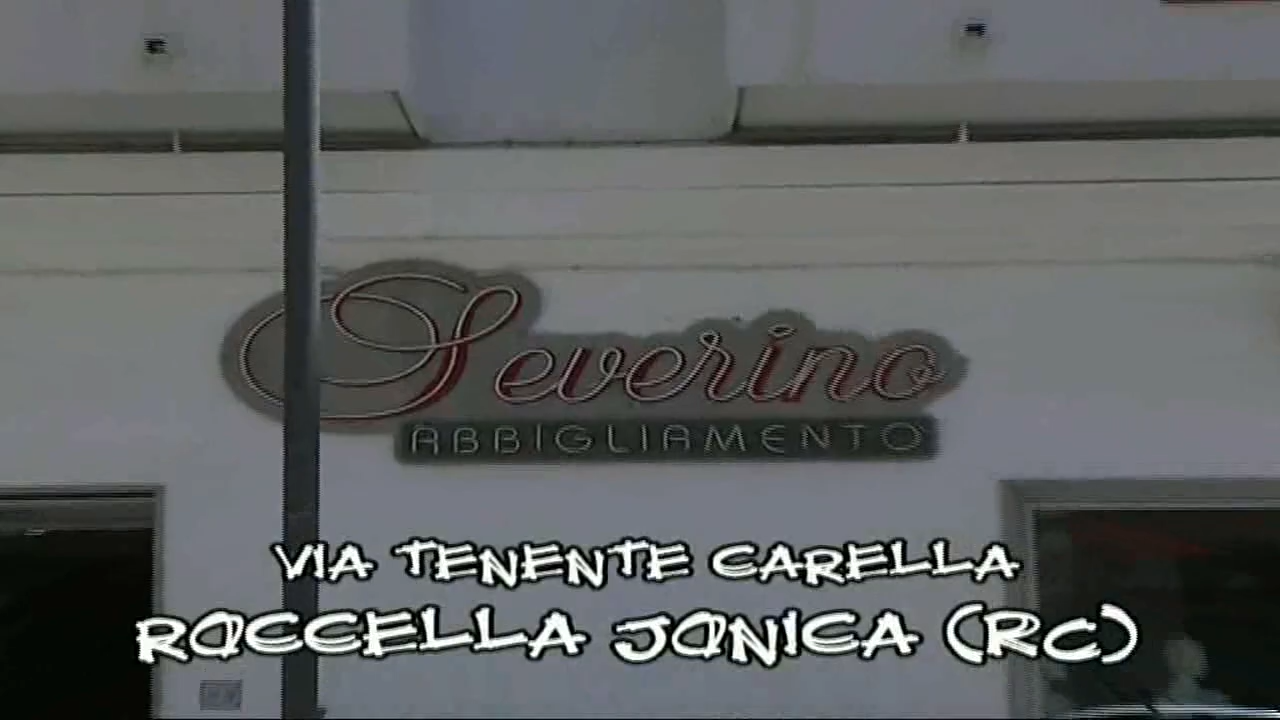 Severino
ABBIGLIAMENTO
VIA TENENTE CARELLA
ROCCELLA JONICA (RC)